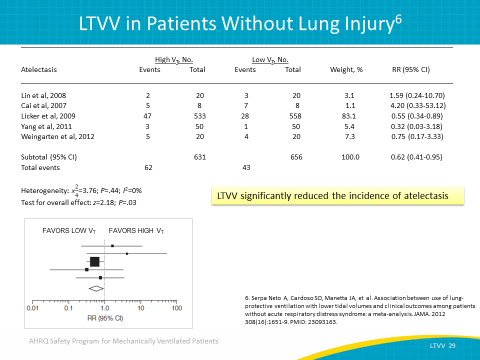 LTVV in Patients Without Lung Injury6
High VT, No. Low VT, No.
Atelectasis Events Total Events Total Weight, % RR (95% CI)
Lin et al, 2008 2 20 3 20 3.1 1.59 (0.24-10.70)
Cai et al, 2007 5 8 7 8 1.1 4.20 (0.33-53.12)
Licker et al, 2009 47 533 28 558 83.1 0.55 (0.34-0.89)
Yang et al, 2011 3 50 1 50 5.4 0.32 (0.03-3.18)
Weingarten et al, 2012 5 20 4 20 7.3 0.75 (0.17-3.33)
Subtotal (95% CI) 631 656 100.0 0.62 (0.41-0.95)
Total events 62 43
Heterogeneity: x24=3.76; P=.44; I2=0%
Test for overall effect: z=2.18; P=.03
LTVV significantly reduced the incidence of atelectasis
FAVORS LOW VT FAVORS HIGH VT
0.01 0.1 1.0 10 100
RR (95% CI)
6. Serpa Neto A, Cardoso SO, Manetta JA, et al. Association between use of lung-
protective ventilation with lower tidal volumes and clinical outcomes among patients
without acute respiratory distress syndrome: a meta-analysis. JAMA. 2012
308(16):1651-9. PMID: 23093163.
AHRQ Safety Program for Mechanically Ventilated Patients
LTVV 29